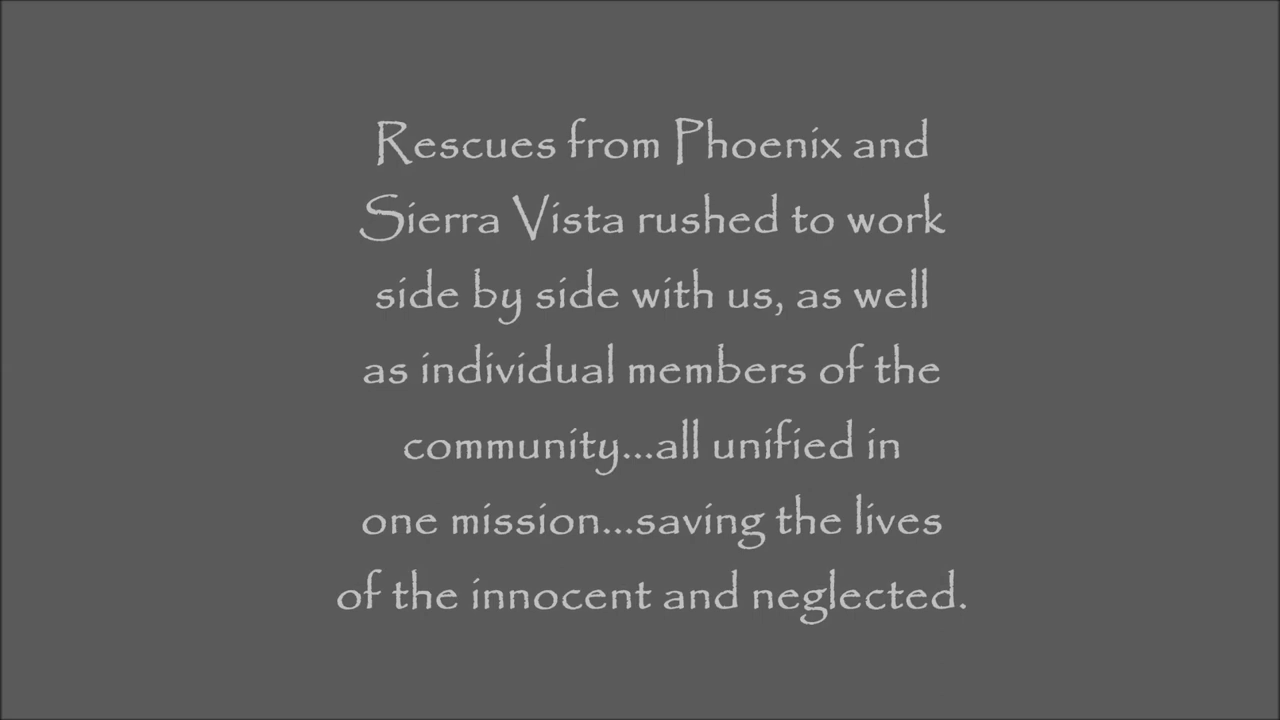 Rescues from Phoenix and
Sierra Vista rushed to work
side by side with us, as well
as individual members of the
community...all unified in
one mission...saving the lives
of the innocent and neglected.